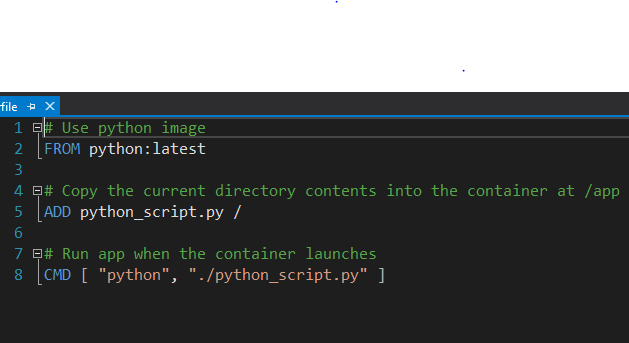 file
1 # Use python image
2 FROM python:latest
3
4 # Copy the current directory contents into the container at /app
5 ADD python_script.py /
6
7 # Run app when the container launches
8 CMD [ "python", "./python_script.py" ]